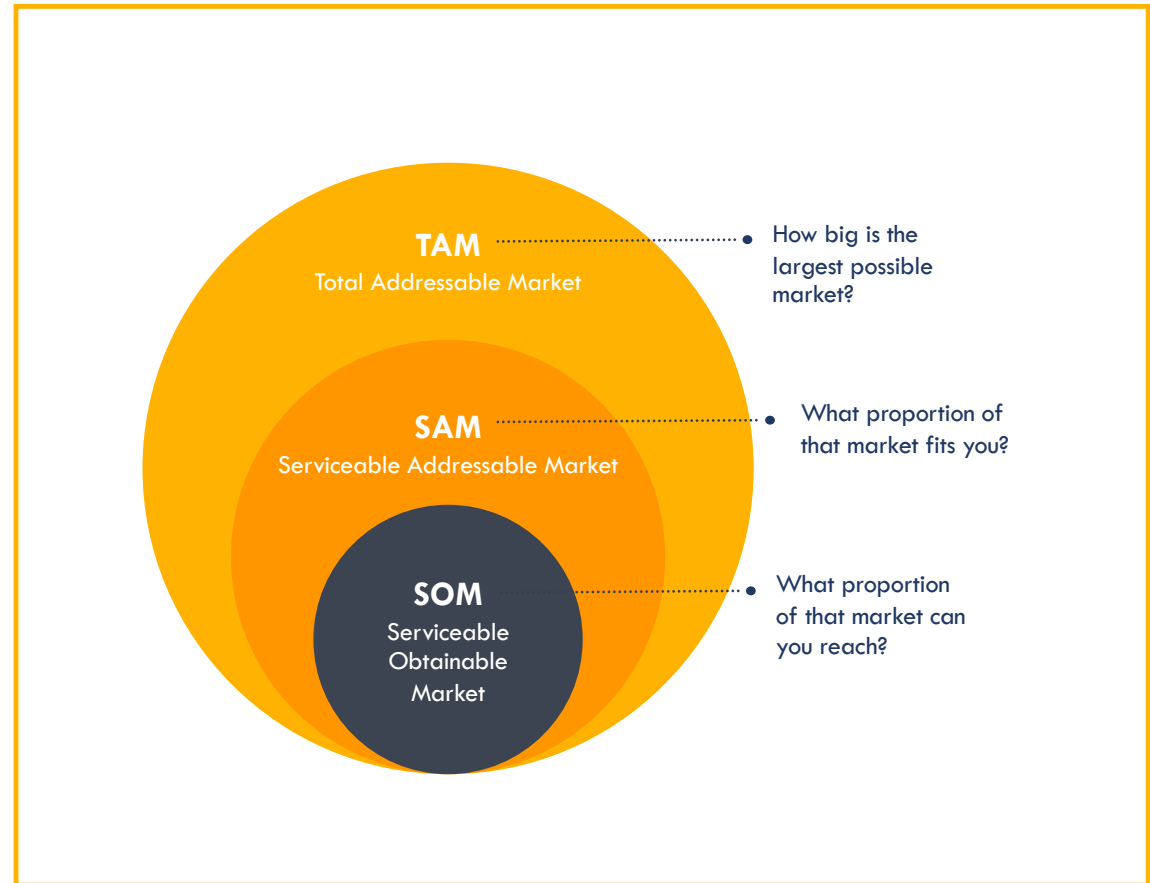 TAM
Total Addressable Market
How big is the
largest possible
market?
SAM
Serviceable Addressable Market
What proportion of
that market fits you?
SOM
Serviceable
Obtainable
Market
What proportion
of that market can
you reach?